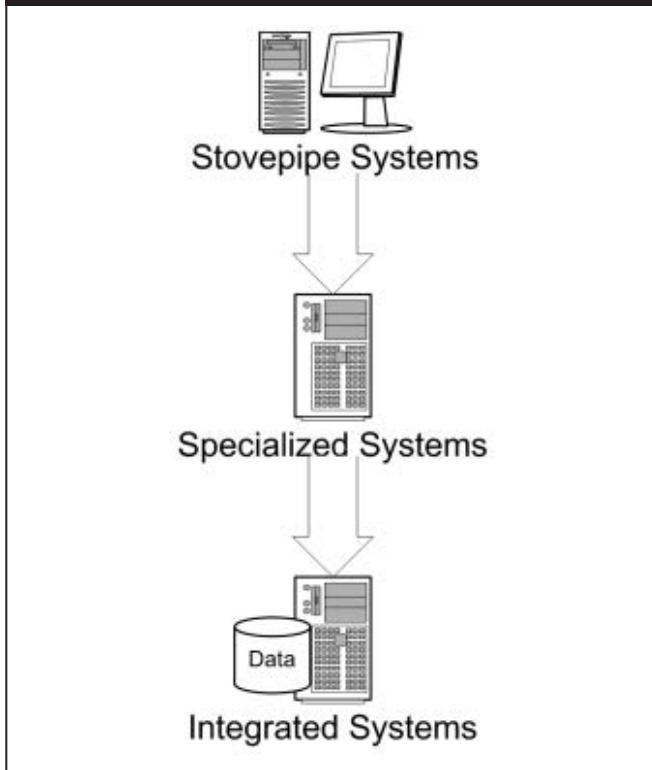 Stovepipe Systems
Specialized Systems
Data
Integrated Systems